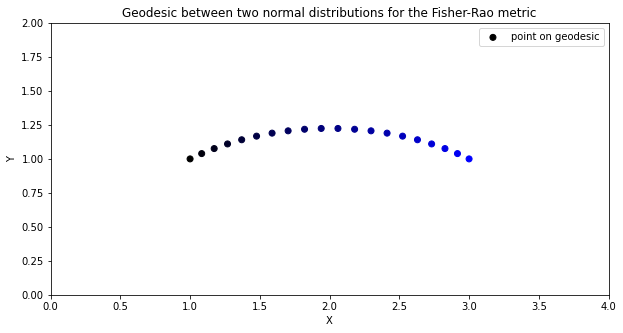 Geodesic between two normal distributions for the Fisher-Rao metric
point on geodesic
2.00
1.75
1.50
1.25
1.00
0.75
0.50
0.25
0.00
Y
0.0 0.5 1.0 1.5 2.0 2.5 3.0 3.5 4.0
X